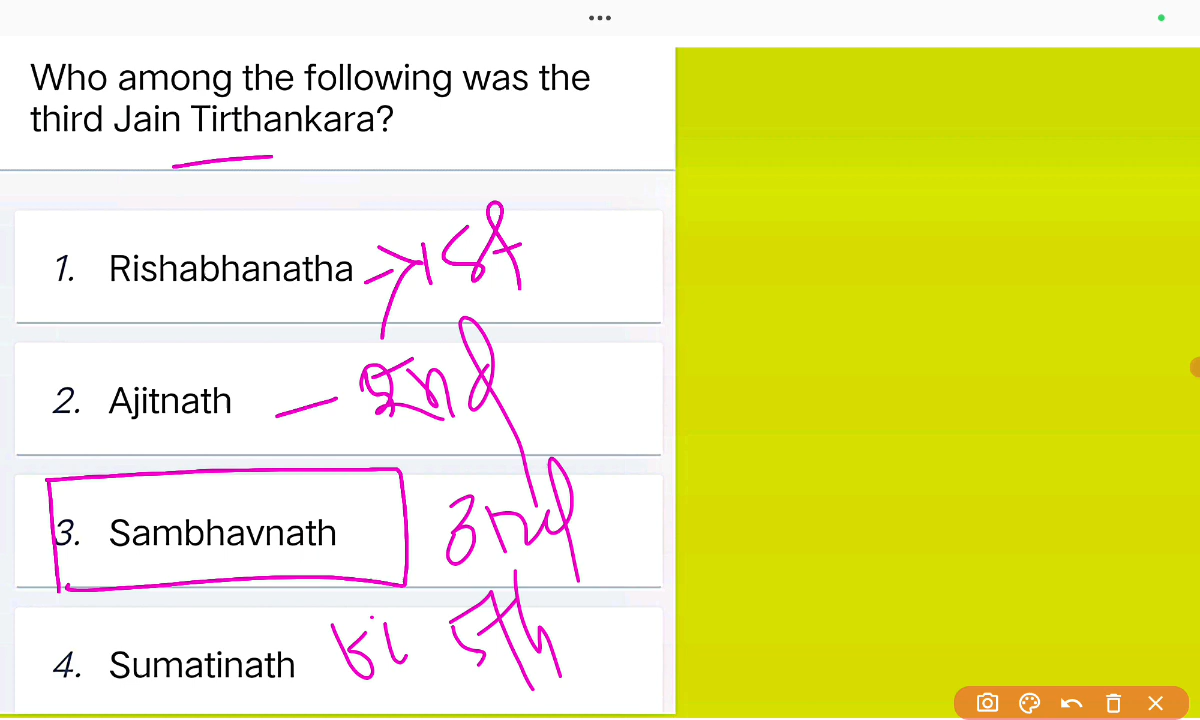 Who among the following was the
third Jain Tirthankara?
1. Rishabhanatha 1st
2. Ajitnath - 2nd
3. Sambhavnath 3rd
4. Sumatinath 5th